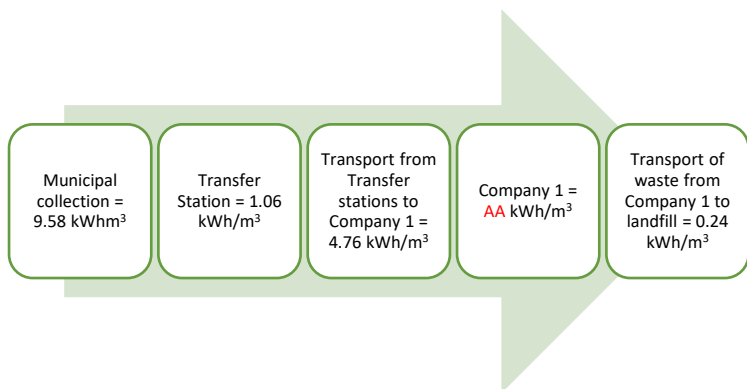 Municipal
collection =
9.58 kWhm³
Transfer
Station = 1.06
kWh/m³
Transport from
Transfer
stations to
Company 1 =
4.76 kWh/m³
Company 1 =
AA kWh/m³
Transport of
waste from
Company 1 to
landfill = 0.24
kWh/m³